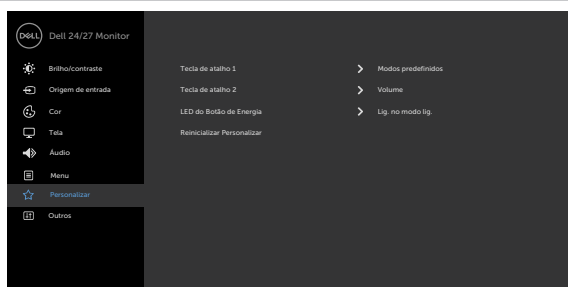 DELL Dell 24/27 Monitor
Brilho/contraste
Origem de entrada
Cor
Tela
Áudio
Menu
Personalizar
Outros
Tecla de atalho 1 Modos predefinidos
Tecla de atalho 2 Volume
LED do Botão de Energia Lig. no modo lig.
Reinicializar Personalizar